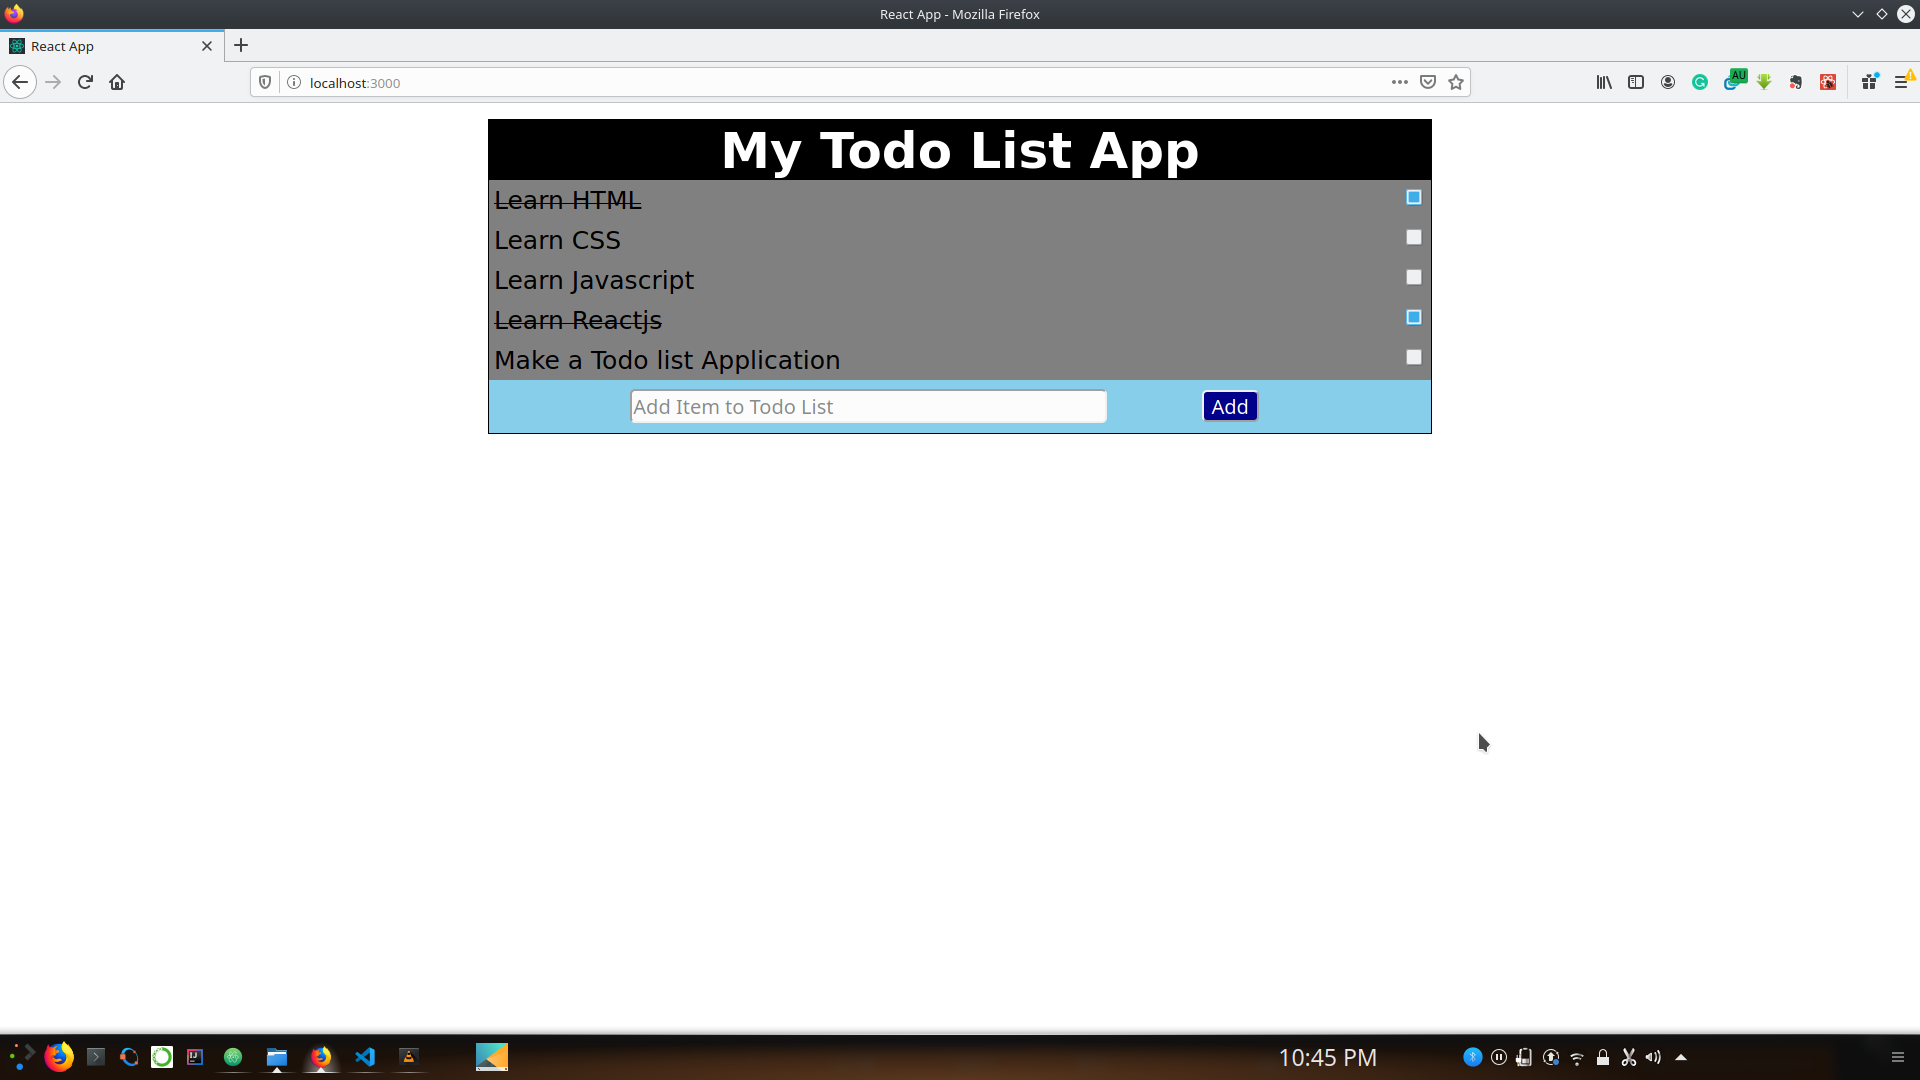 React App - Mozilla Firefox
React App
localhost:3000
AU
My Todo List App
Learn HTML
Learn CSS
Learn Javascript
Learn Reactjs
Make a Todo list Application
Add Item to Todo List
Add
10:45 PM